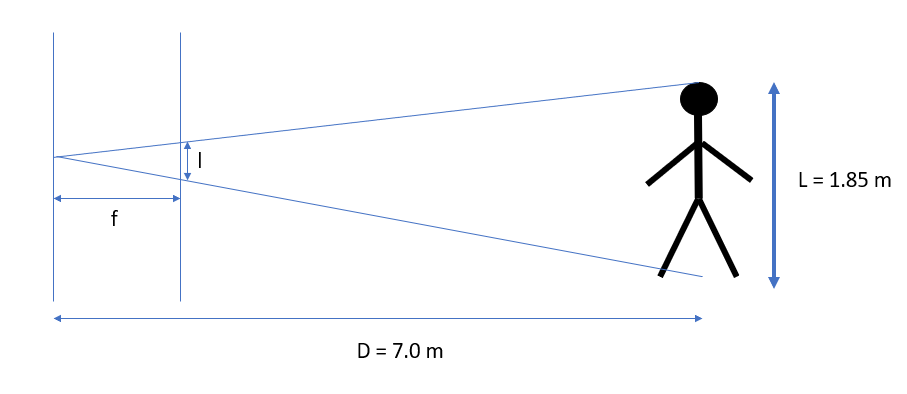 l
f
L = 1.85 m
D = 7.0 m